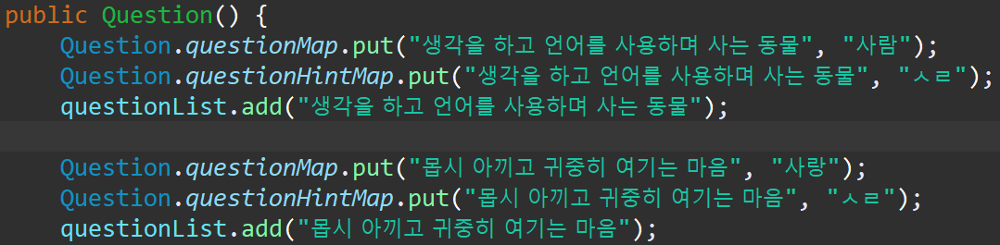 public Question() {
Question.questionMap.put("생각을 하고 언어를 사용하며 사는 동물", "사람");
Question.questionHintMap.put("생각을 하고 언어를 사용하며 사는 동물", "ㅅㄹ");
questionList.add("생각을 하고 언어를 사용하며 사는 동물");
Question.questionMap.put("몹시 아끼고 귀중히 여기는 마음", "사랑");
Question.questionHintMap.put("몹시 아끼고 귀중히 여기는 마음", "ㅅㄹ");
questionList.add("몹시 아끼고 귀중히 여기는 마음");